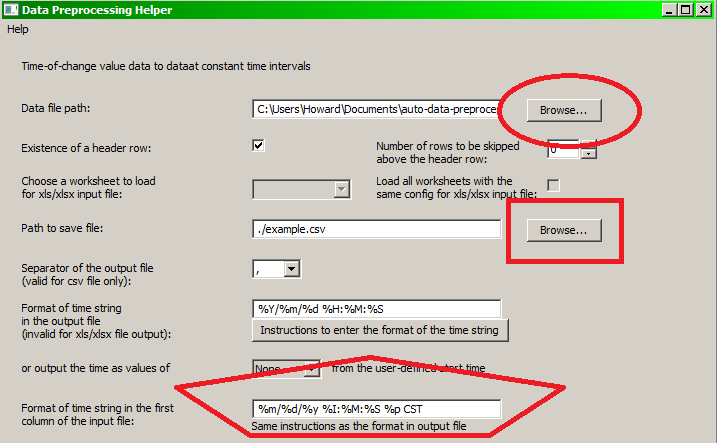 Data Preprocessing Helper
Help
Time-of-change value data to dataat constant time intervals
Data file path:
C:\Users\Howard\Documents\auto-data-preproces
Browse...
Existence of a header row:
Number of rows to be skipped
above the header row:
0
Choose a worksheet to load
for xls/xlsx input file:
Load all worksheets with the
same config for xls/xlsx input file:
Path to save file:
./example.csv
Browse...
Separator of the output file
(valid for csv file only):
,
Format of time string
in the output file
(invalid for xls/xlsx file output):
%Y/%m/%d %H:%M:%S
Instructions to enter the format of the time string
or output the time as values of
None
from the user-defined start time
Format of time string in the first
column of the input file:
%m/%d/%y %I:%M:%S %p CST
Same instructions as the format in output file